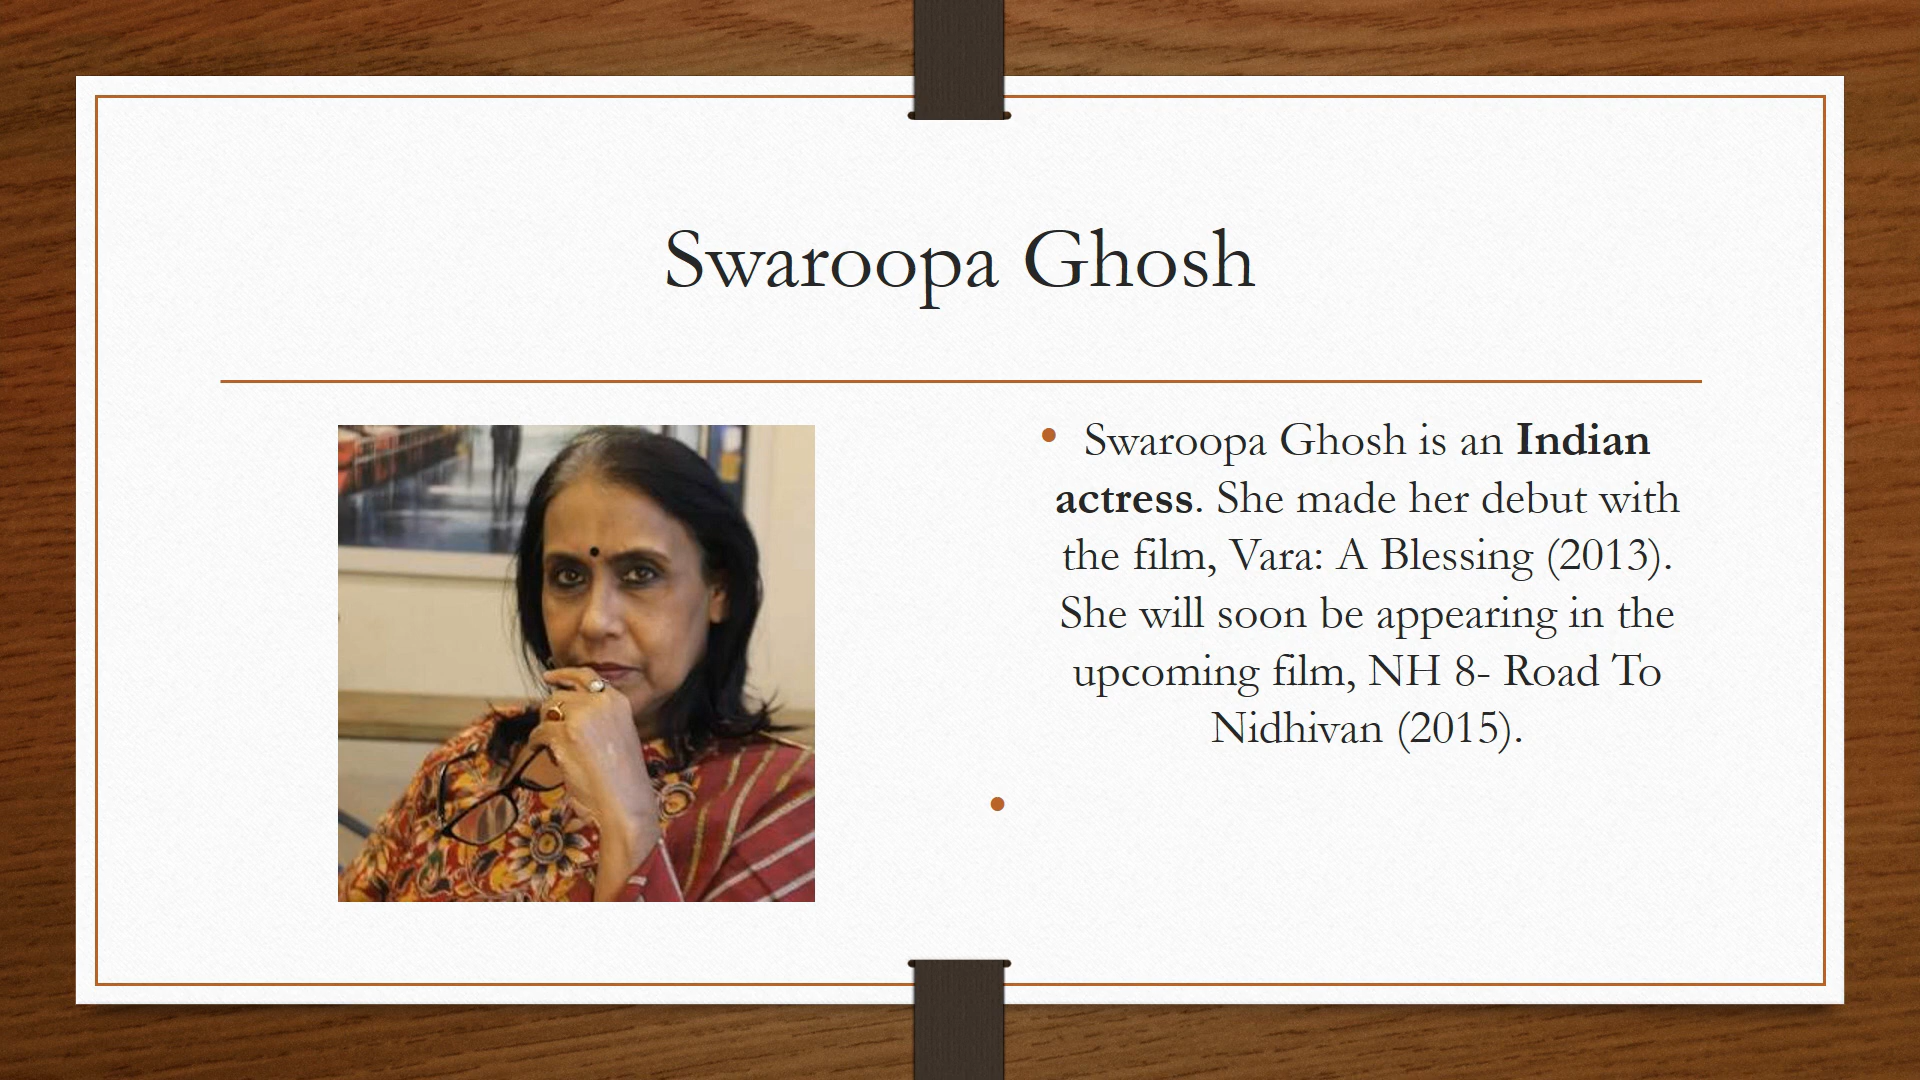 Swaroopa Ghosh
• Swaroopa Ghosh is an Indian
actress. She made her debut with
the film, Vara: A Blessing (2013).
She will soon be appearing in the
upcoming film, NH 8- Road To
Nidhivan (2015).
•